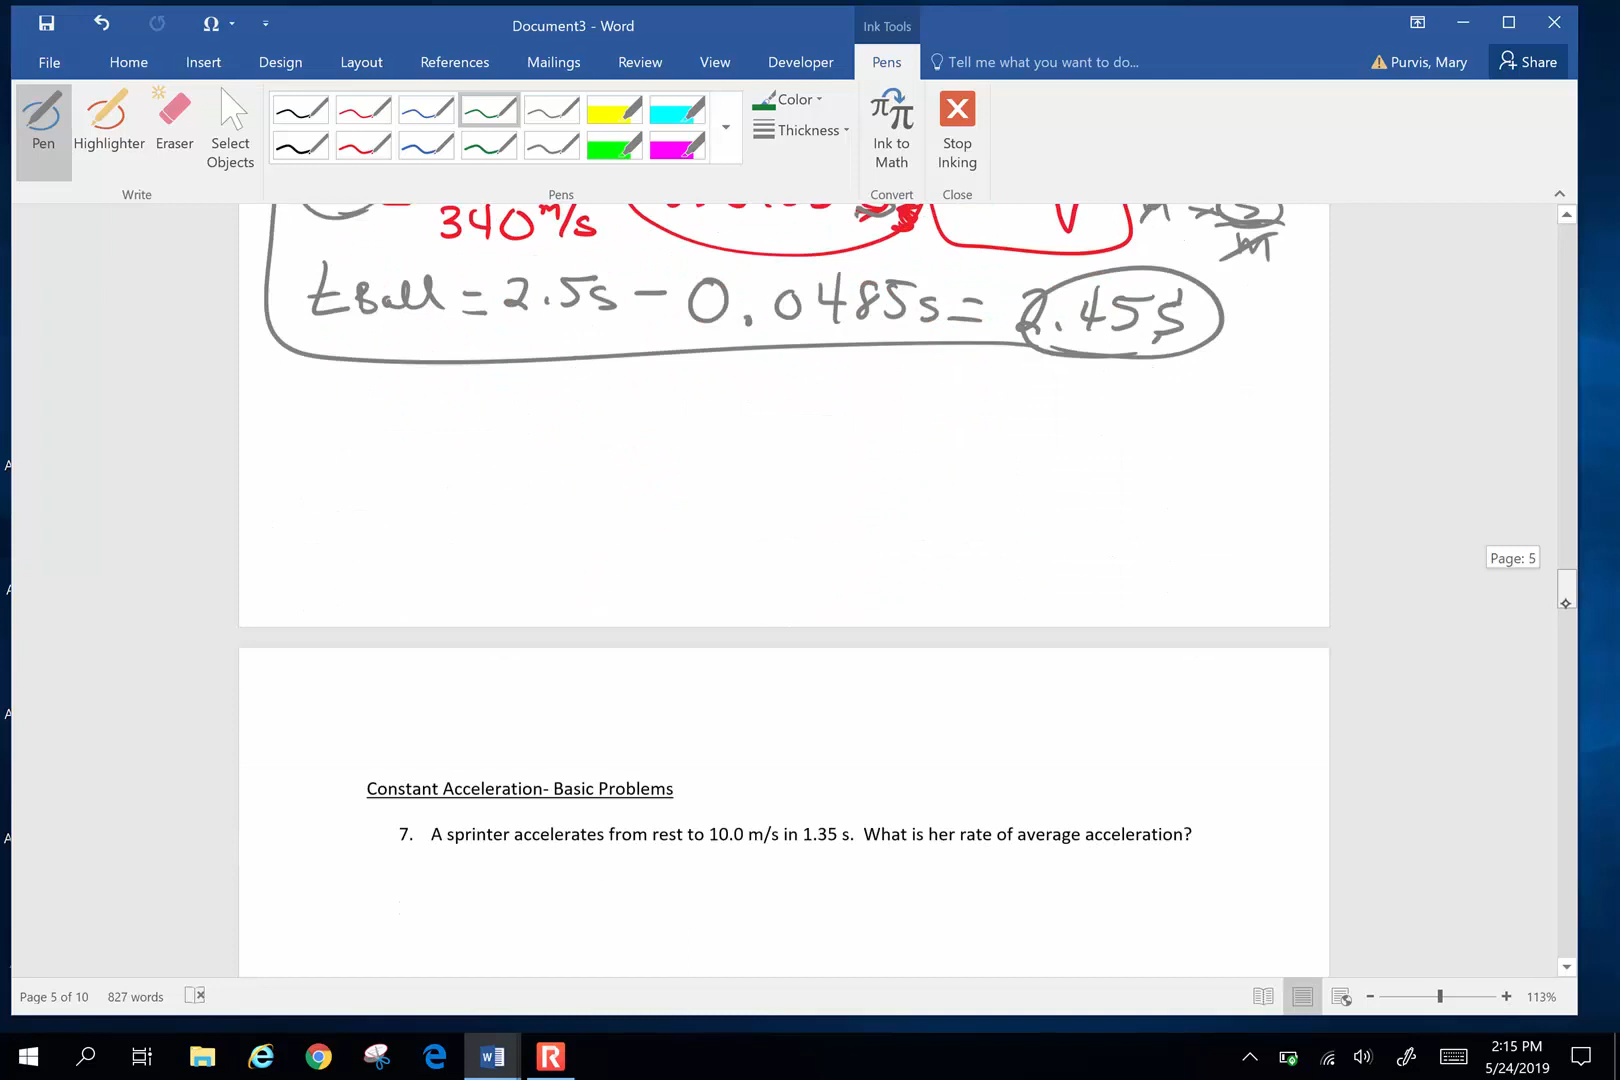 Document3 - Word
Ink Tools
File
Home
Insert
Design
Layout
References
Mailings
Review
View
Developer
Pens
Tell me what you want to do...
Purvis, Mary
Share
Pen
Highlighter
Eraser
Select
Objects
Color
Thickness
Ink to
Math
Stop
Inking
Write
Pens
Convert
Close
340 m/s
V
t Ball = 2.5s - 0.0485s = 2.45s
Page: 5
Constant Acceleration- Basic Problems
7. A sprinter accelerates from rest to 10.0 m/s in 1.35 s. What is her rate of average acceleration?
Page 5 of 10
827 words
113%
2:15 PM
5/24/2019